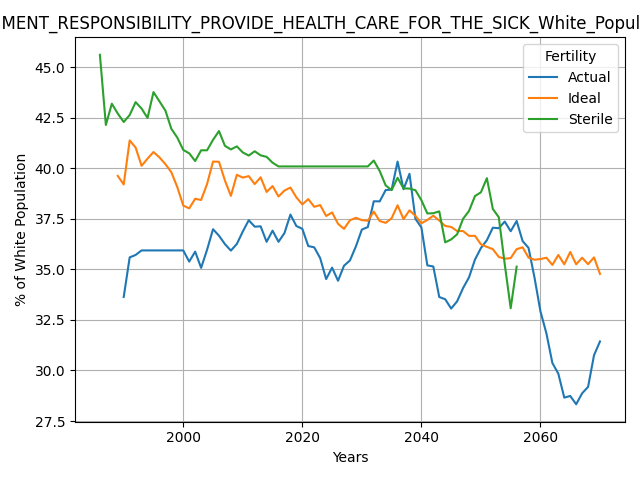 MENT_RESPONSIBILITY_PROVIDE_HEALTH_CARE_FOR_THE_SICK_White_Popul
Fertility
Actual
Ideal
Sterile
% of White Population
45.0
42.5
40.0
37.5
35.0
32.5
30.0
27.5
2000
2020
2040
2060
Years